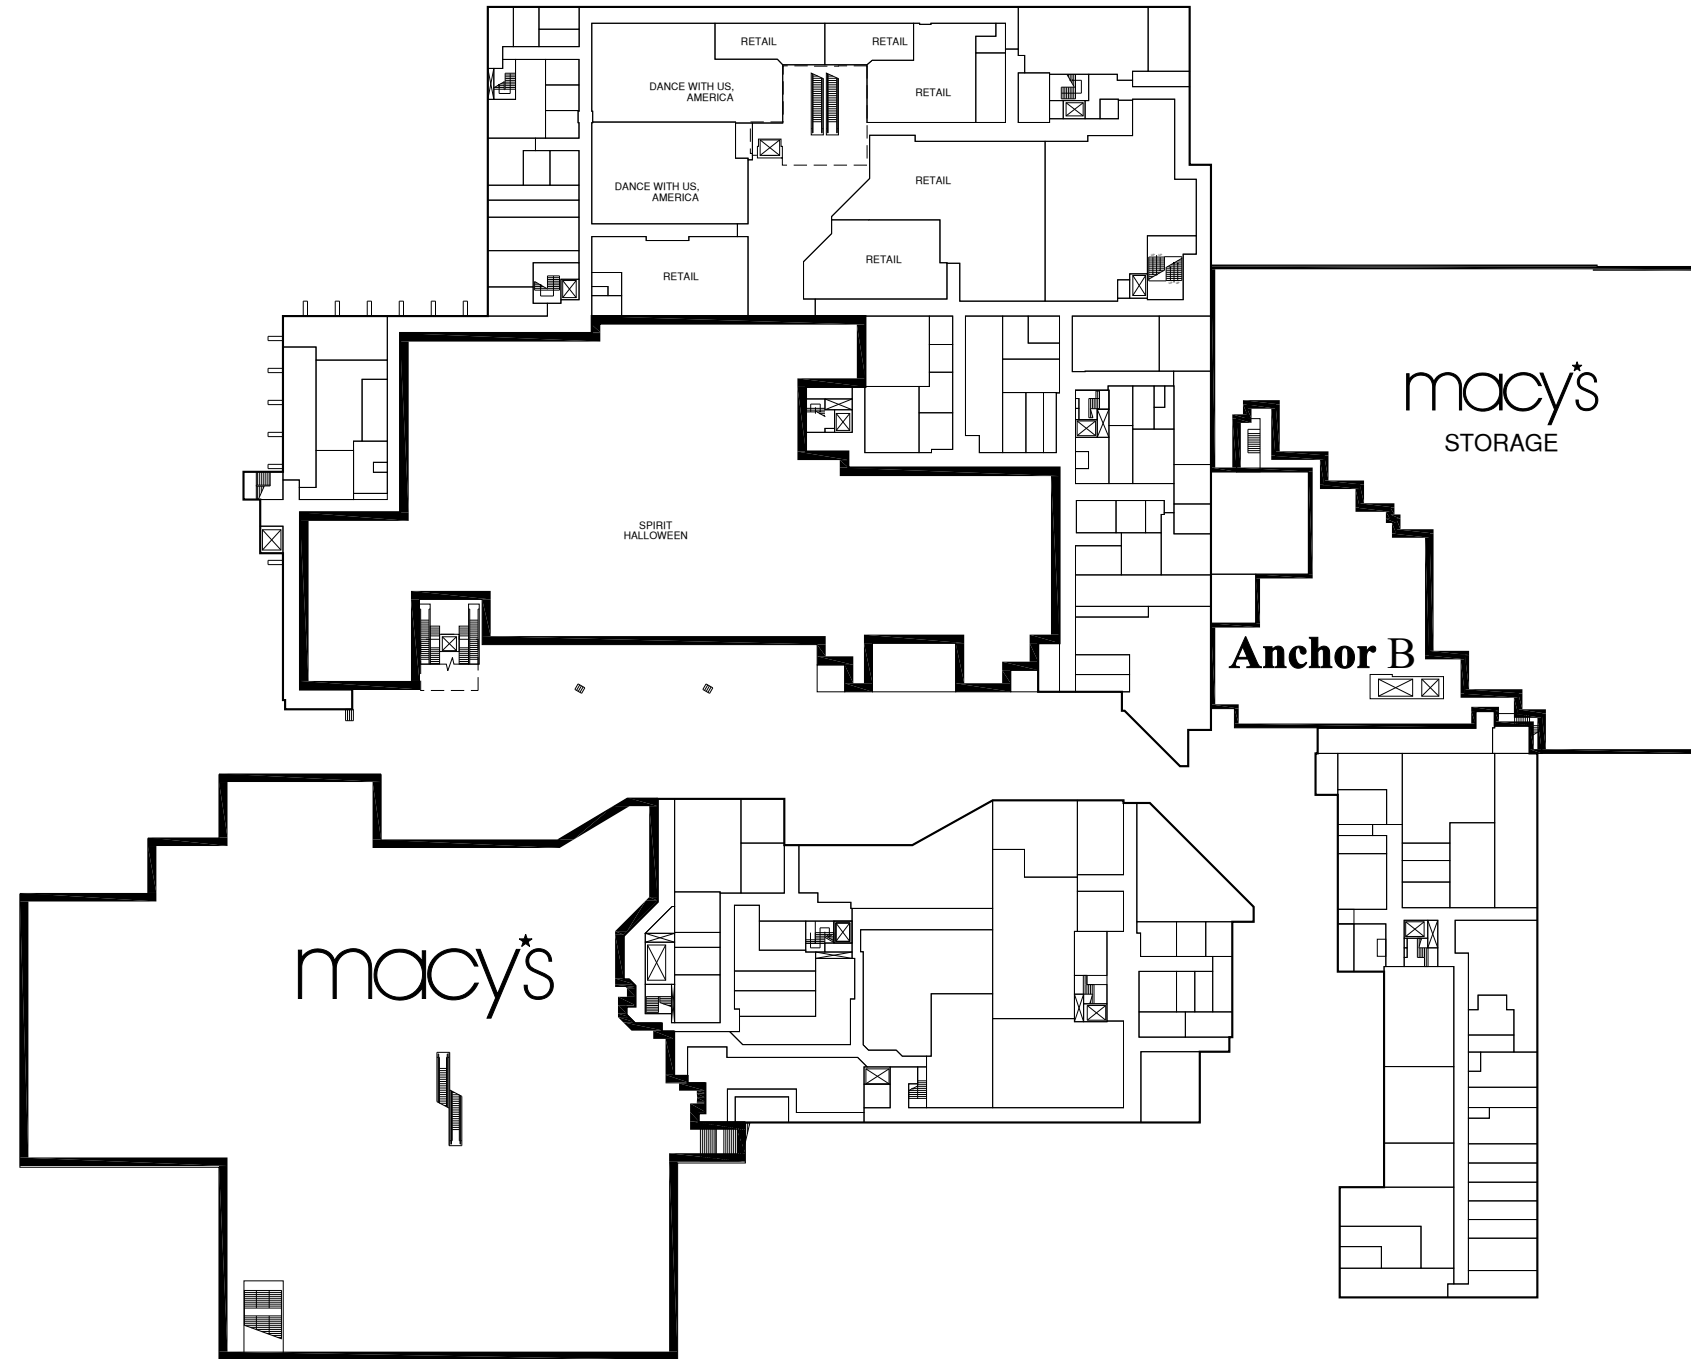 RETAIL
RETAIL
DANCE WITH US,
AMERICA
RETAIL
DANCE WITH US,
AMERICA
RETAIL
RETAIL
RETAIL
macy's
STORAGE
SPIRIT
HALLOWEEN
Anchor B
macy's